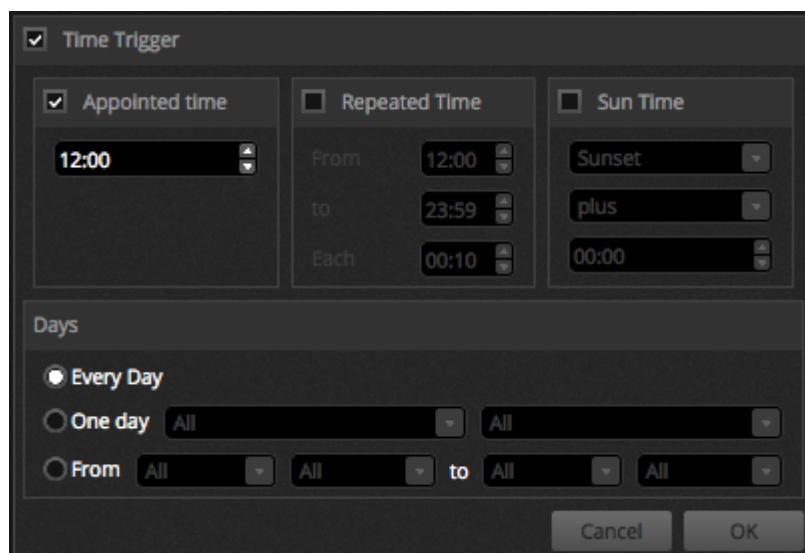 Time Trigger
Appointed time
12:00
Repeated Time
From 12:00
to 23:59
Each 00:10
Sun Time
Sunset
plus
00:00
Days
Every Day
One day All All
From All All to All All
Cancel OK